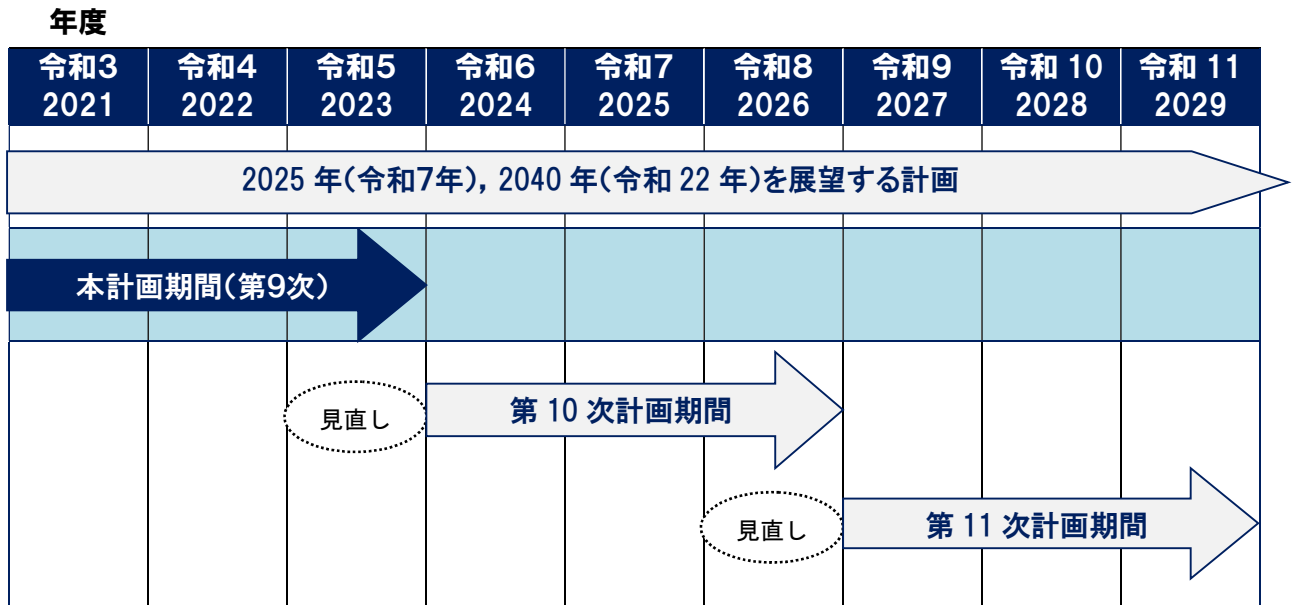 年度
令和3 令和4 令和5 令和6 令和7 令和8 令和9 令和 10 令和 11
2021 2022 2023 2024 2025 2026 2027 2028 2029
2025 年(令和7年), 2040 年(令和 22 年)を展望する計画
本計画期間(第9次)
見直し 第 10 次計画期間
見直し 第 11 次計画期間